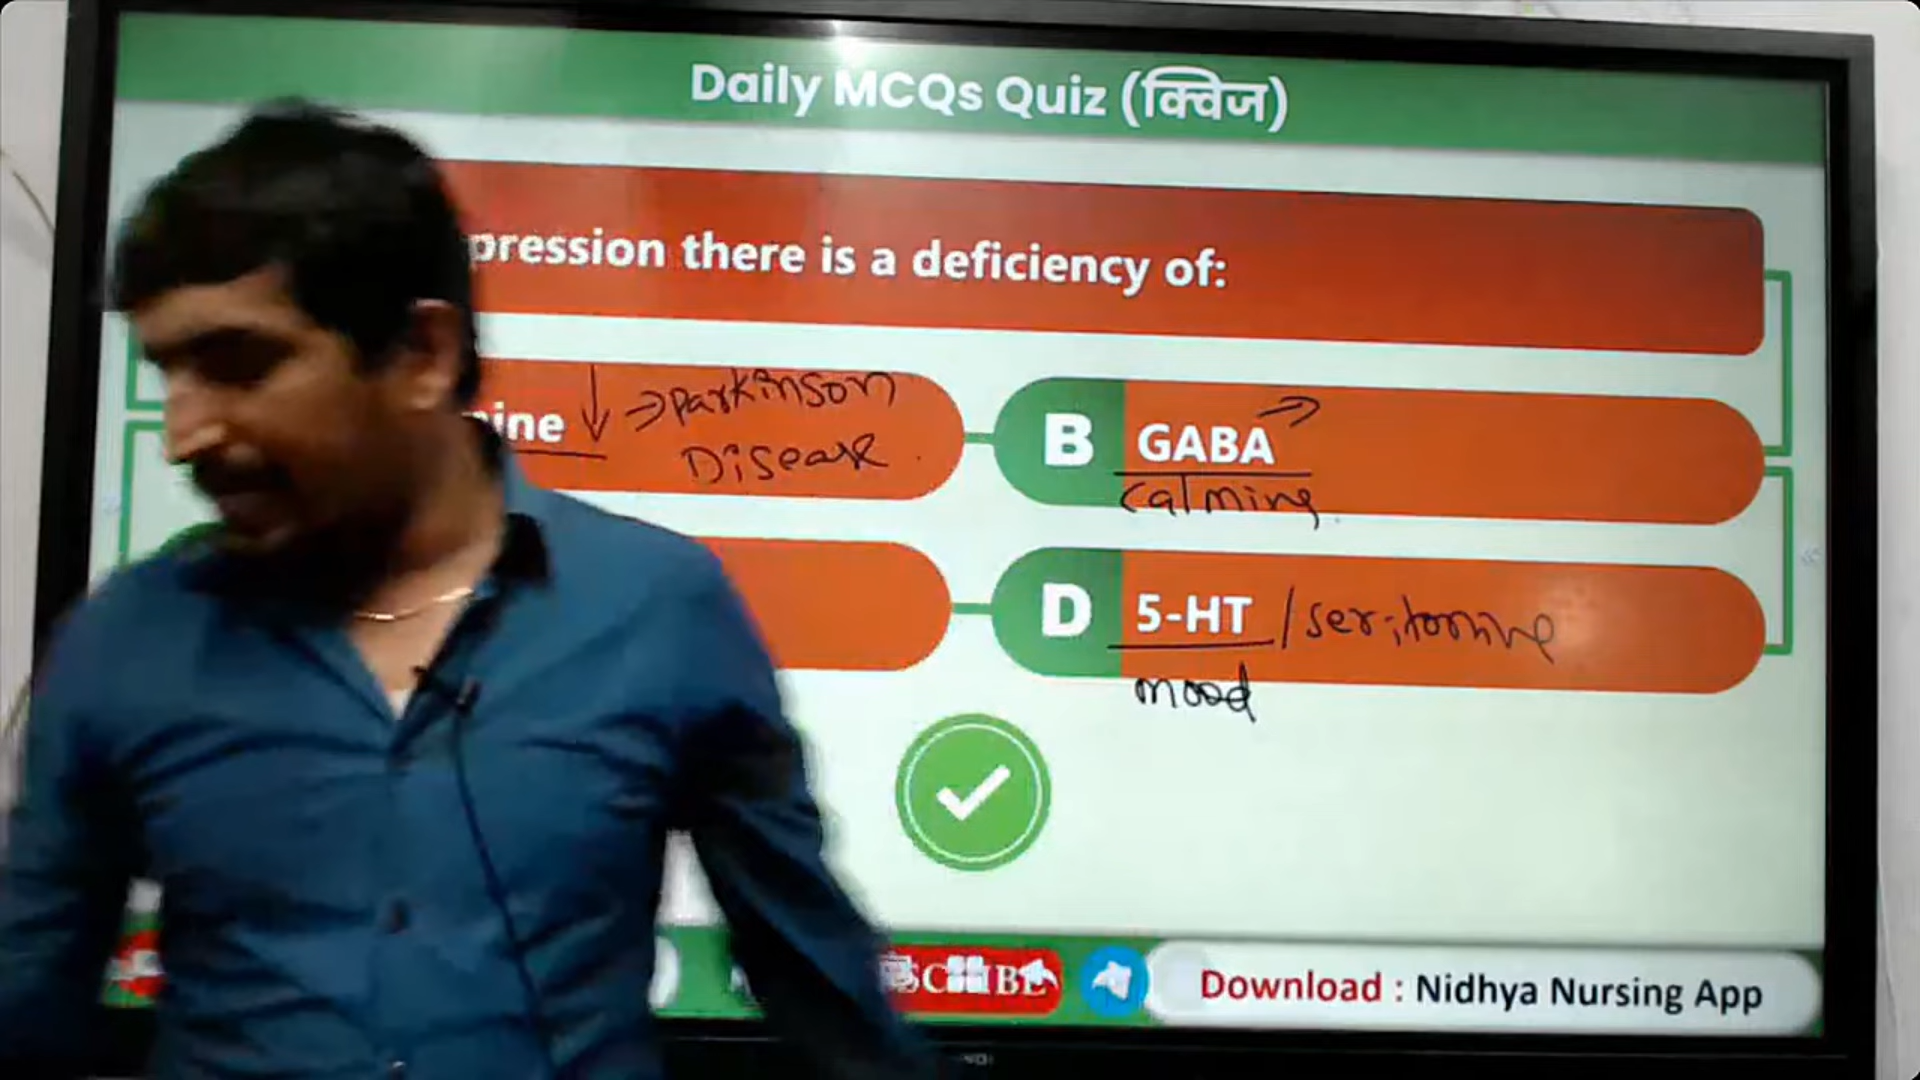 Daily MCQs Quiz (क्विज)
pression there is a deficiency of:
ine ↓ → Parkinson
Disease
B GABA →
calming
D 5-HT / seritonine
mood
Download : Nidhya Nursing App